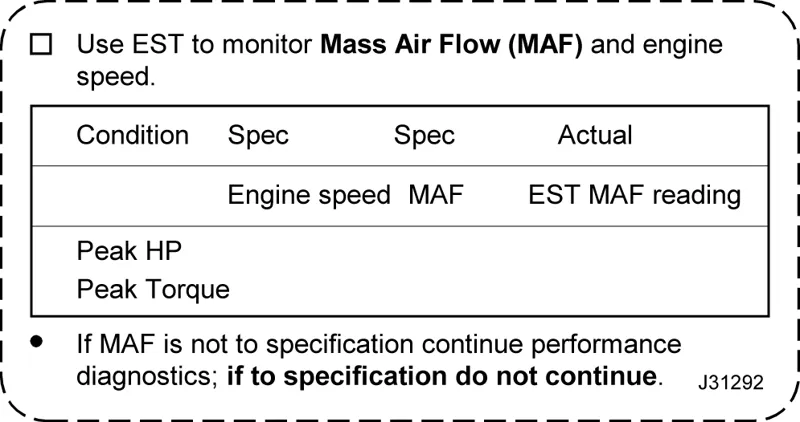 Use EST to monitor Mass Air Flow (MAF) and engine
speed.
Condition Spec Spec Actual
Engine speed MAF EST MAF reading
Peak HP
Peak Torque
• If MAF is not to specification continue performance
diagnostics; if to specification do not continue.
J31292